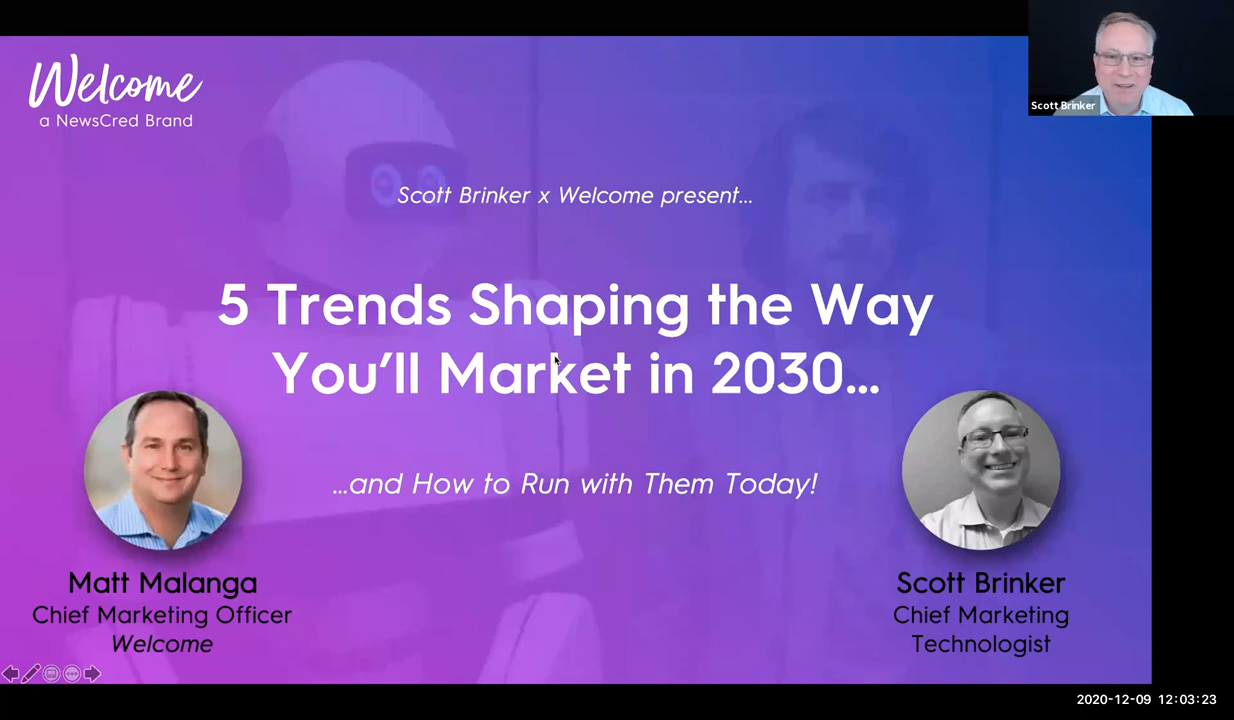 Welcome
a NewsCred Brand
Scott Brinker
Scott Brinker x Welcome present...
5 Trends Shaping the Way
You'll Market in 2030...
...and How to Run with Them Today!
Matt Malanga
Chief Marketing Officer
Welcome
Scott Brinker
Chief Marketing
Technologist
2020-12-09 12:03:23